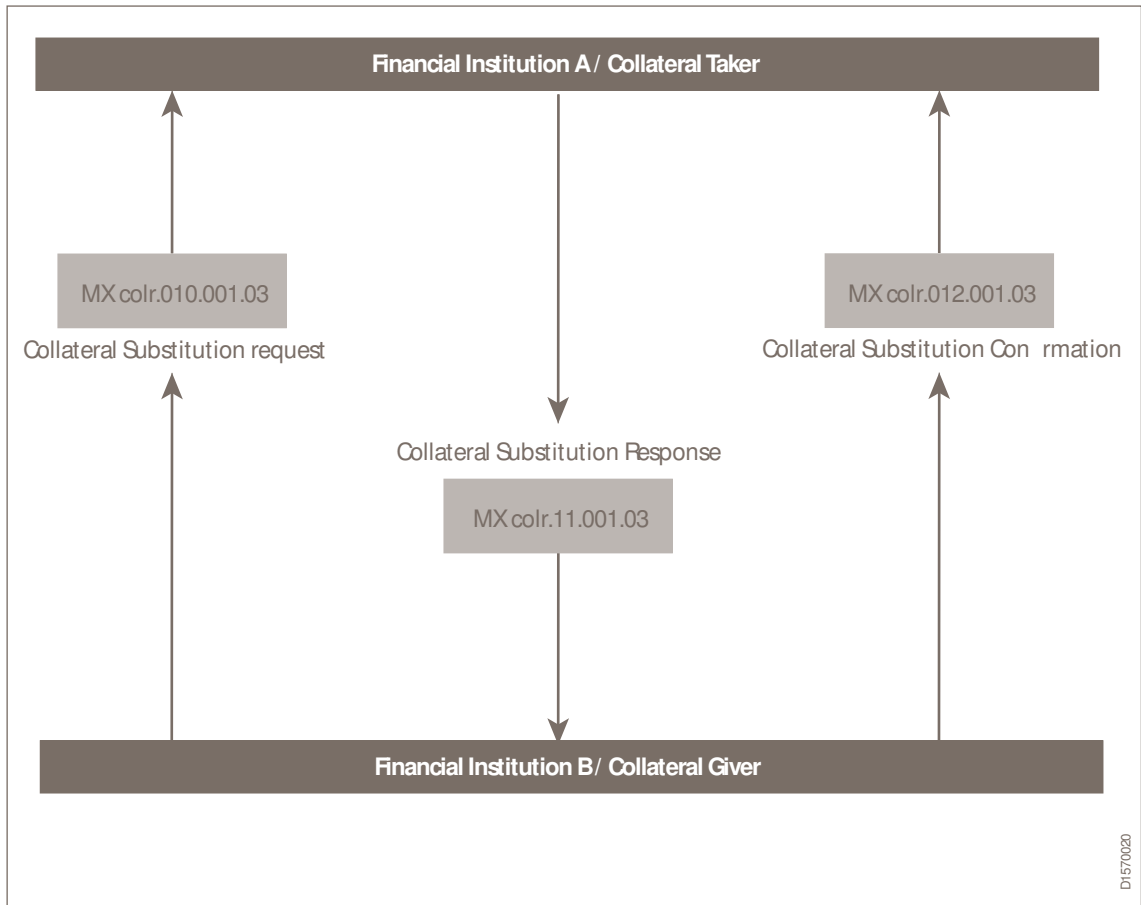 Financial Institution A / Collateral Taker
MX colr.010.001.03
Collateral Substitution request
MX colr.012.001.03
Collateral Substitution Con rmation
Collateral Substitution Response
MX colr.11.001.03
Financial Institution B / Collateral Giver
D1570020